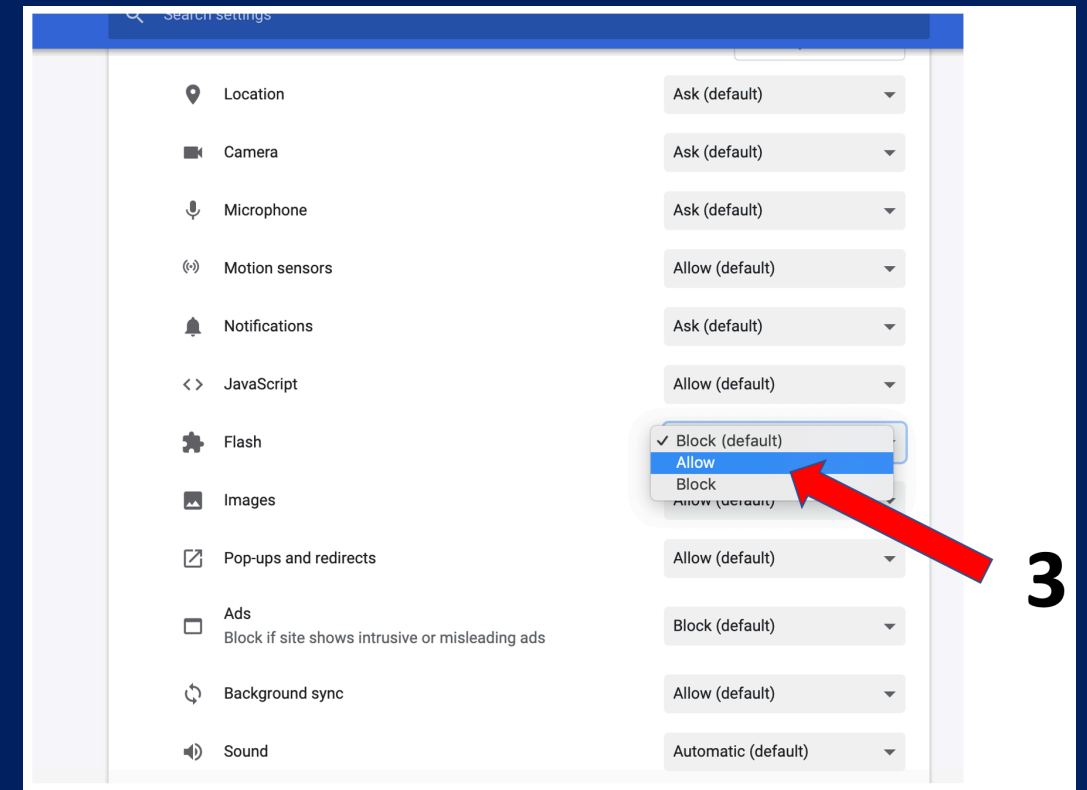 Search settings
Location Ask (default)
Camera Ask (default)
Microphone Ask (default)
Motion sensors Allow (default)
Notifications Ask (default)
JavaScript Allow (default)
Flash Block (default)
Allow
Block
Images Allow (default)
Pop-ups and redirects Allow (default)
3
Ads
Block if site shows intrusive or misleading ads Block (default)
Background sync Allow (default)
Sound Automatic (default)